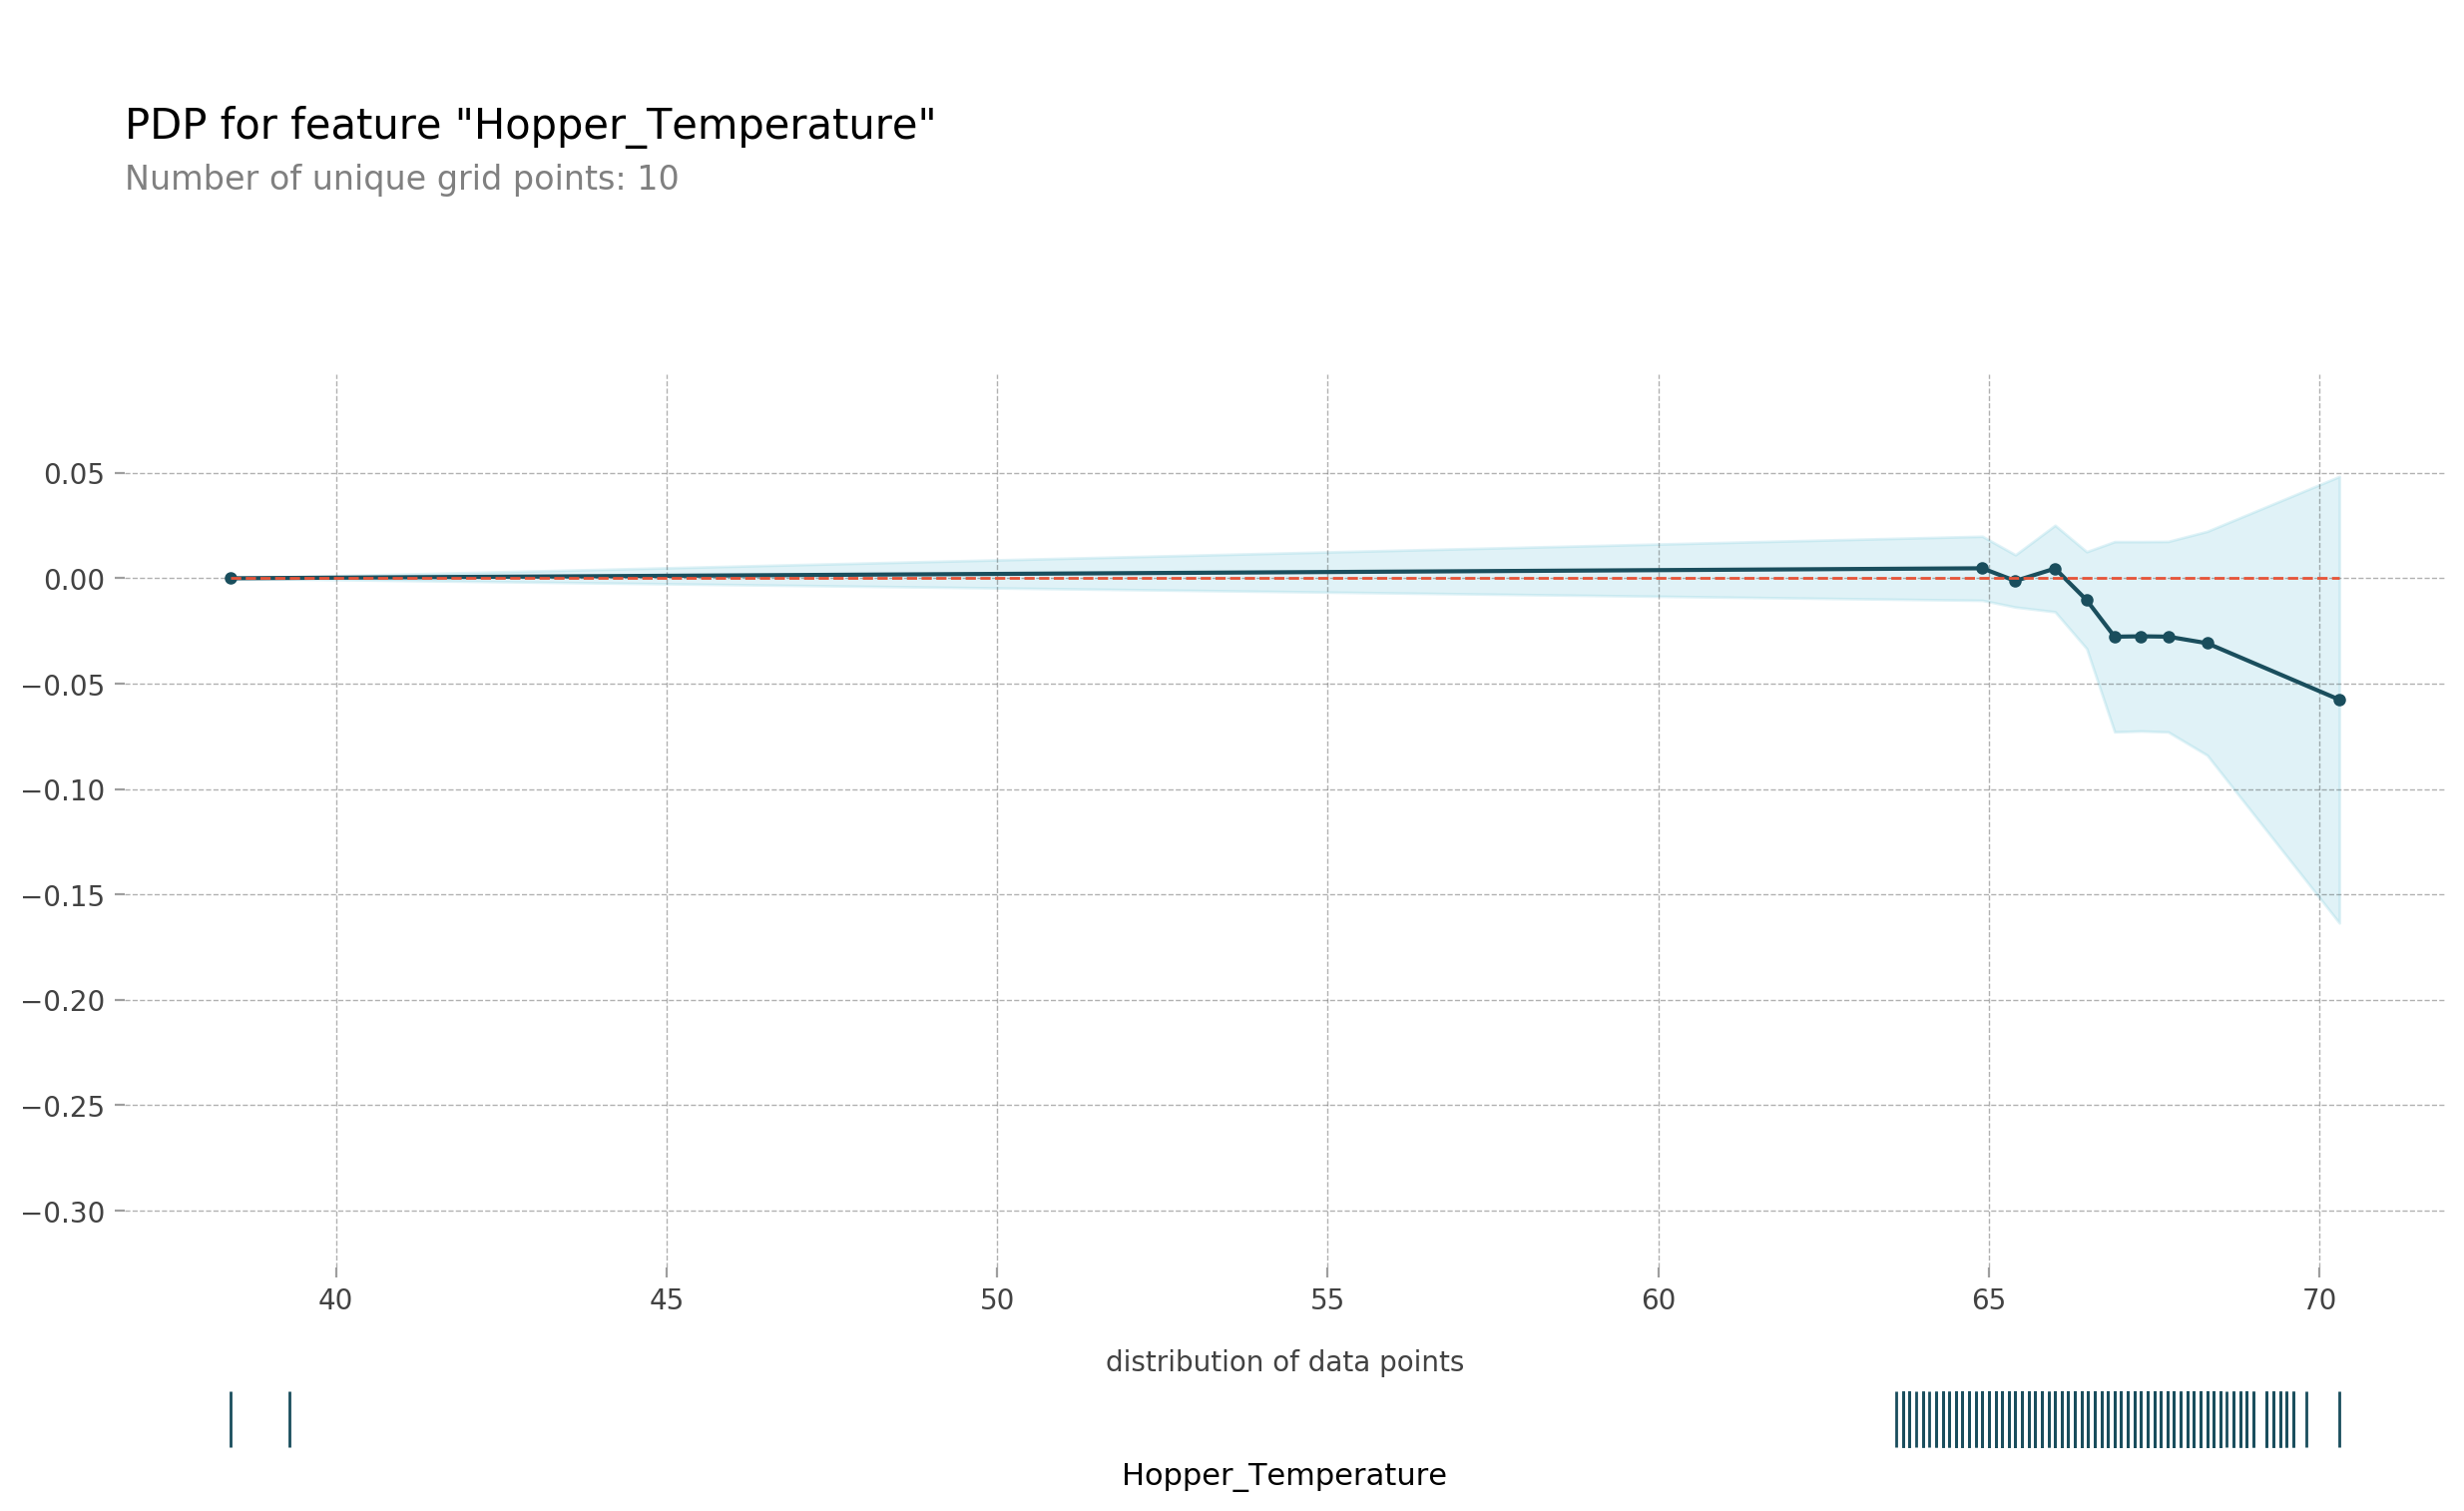 PDP for feature "Hopper_Temperature"
Number of unique grid points: 10
0.05
0.00
−0.05
−0.10
−0.15
−0.20
−0.25
−0.30
40 45 50 55 60 65 70
distribution of data points
Hopper_Temperature